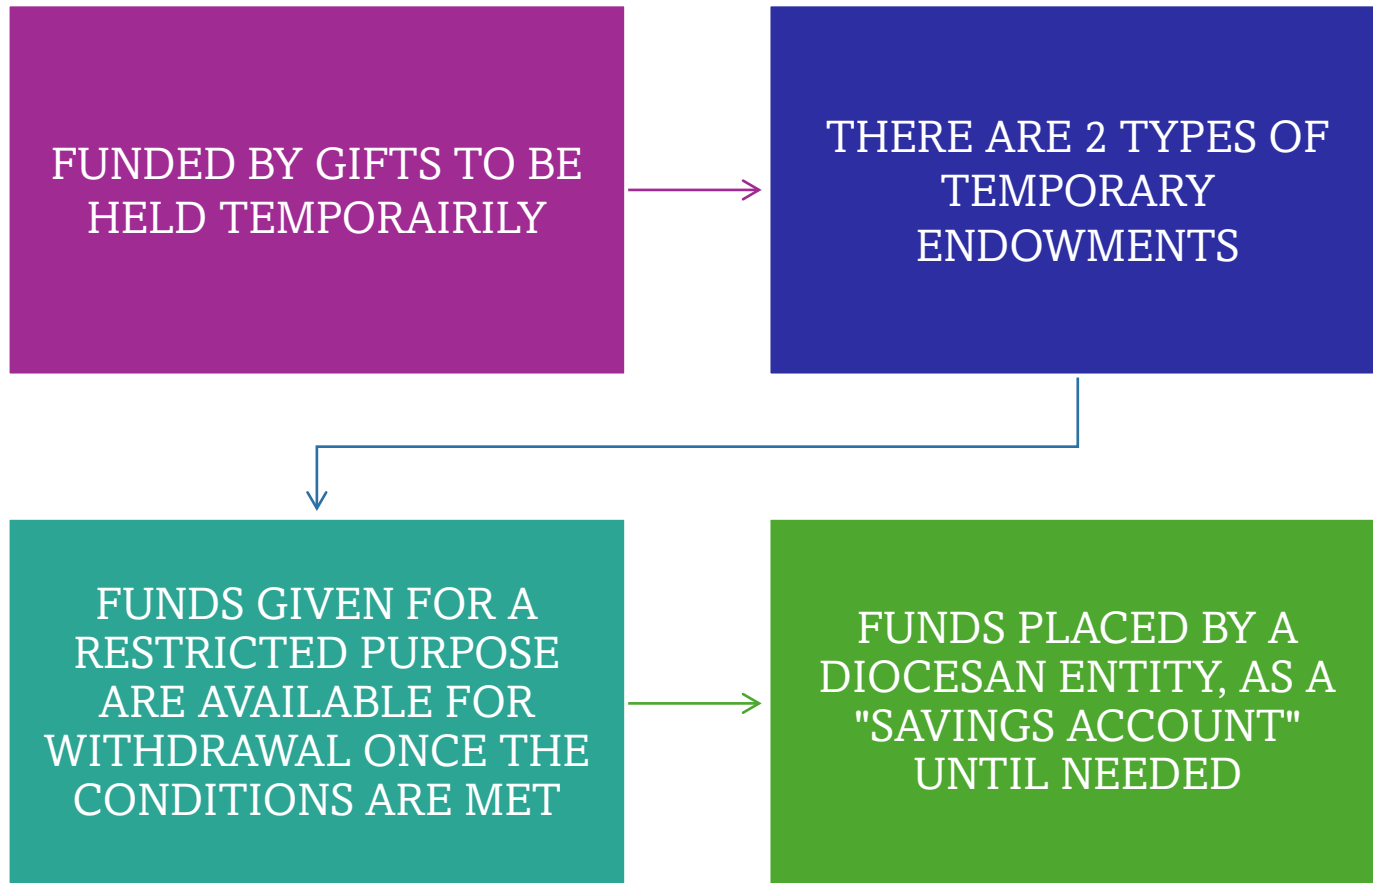 FUNDED BY GIFTS TO BE
HELD TEMPORAIRILY
THERE ARE 2 TYPES OF
TEMPORARY
ENDOWMENTS
FUNDS GIVEN FOR A
RESTRICTED PURPOSE
ARE AVAILABLE FOR
WITHDRAWAL ONCE THE
CONDITIONS ARE MET
FUNDS PLACED BY A
DIOCESAN ENTITY, AS A
"SAVINGS ACCOUNT"
UNTIL NEEDED